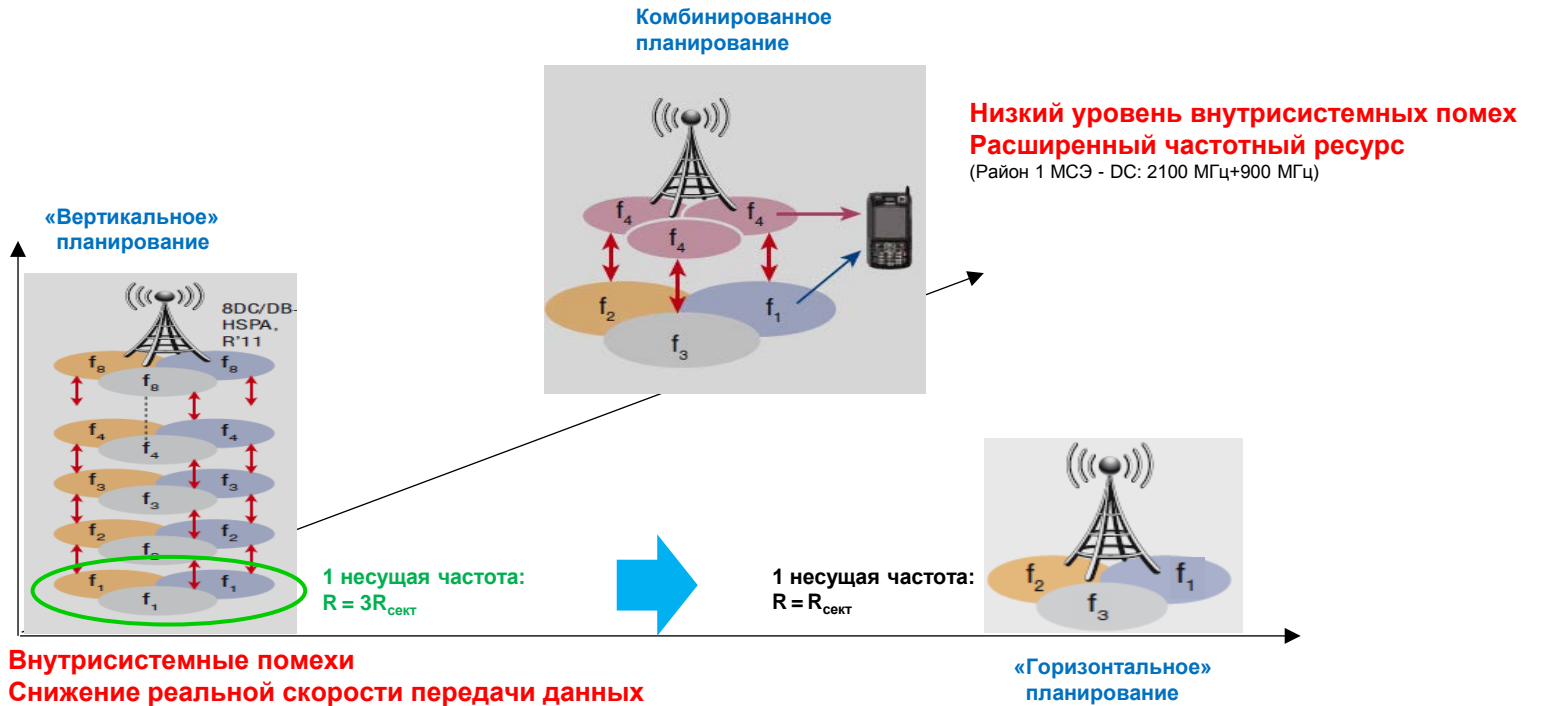 Комбинированное
планирование
f4 f4
f4
f2 f1
f3
Низкий уровень внутрисистемных помех
Расширенный частотный ресурс
(Район 1 МСЭ - DC: 2100 МГц+900 МГц)
«Вертикальное»
планирование
8DC/DB-
HSPA,
R'11
f8 f8
f8
f4 f4
f4
f3 f3
f3
f2 f2
f2
f1 f1
f1
1 несущая частота:
R = 3Rсект
1 несущая частота:
R = Rсект
f2 f1
f3
Внутрисистемные помехи
Снижение реальной скорости передачи данных
«Горизонтальное»
планирование